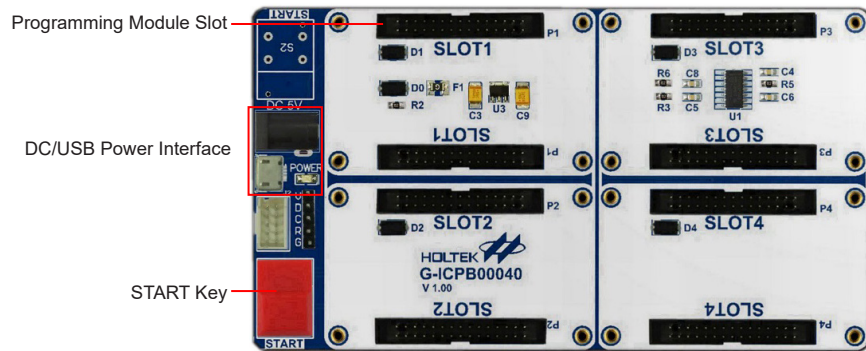 Programming Module Slot
DC/USB Power Interface
START Key
START
S2
DC 5V
POWER
V
D
C
R
G
START
P1
SLOT1
D1
D0
F1
R2
C3
U3
C9
SLOT1
P1
P3
SLOT3
D3
R6
C8
C4
R5
R3
C5
C6
U1
SLOT3
P3
P2
SLOT2
D2
HOLTEK
G-ICPB00040
V 1.00
SLOT2
P2
P4
SLOT4
D4
SLOT4
P4